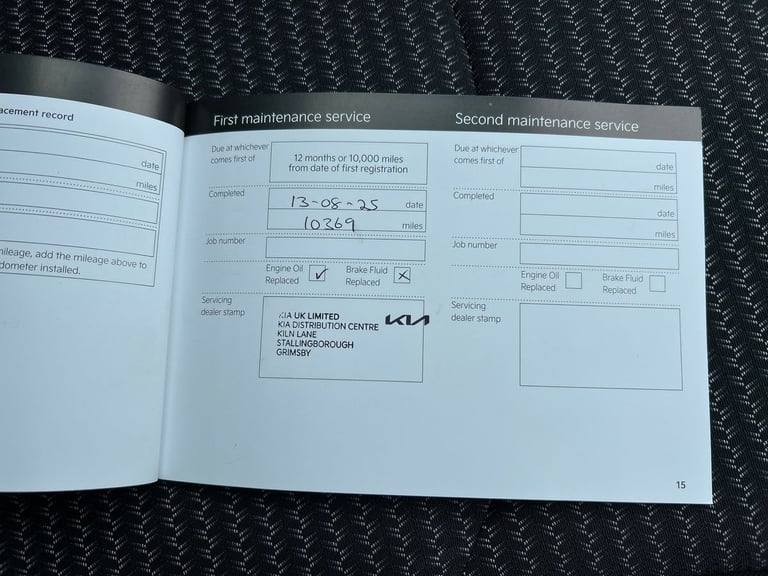 acement record
date
miles
ileage, add the mileage above to
dometer installed.
First maintenance service
Due at whichever
comes first of
12 months or 10,000 miles
from date of first registration
Completed
13-08-25 date
10369 miles
Job number
Engine Oil
Replaced ✓
Brake Fluid
Replaced X
Servicing
dealer stamp
KIA UK LIMITED
KIA DISTRIBUTION CENTRE
KILN LANE
STALLINGBOROUGH
GRIMSBY
KIA
Second maintenance service
Due at whichever
comes first of
date
miles
Completed
date
miles
Job number
Engine Oil
Replaced
Brake Fluid
Replaced
Servicing
dealer stamp
15